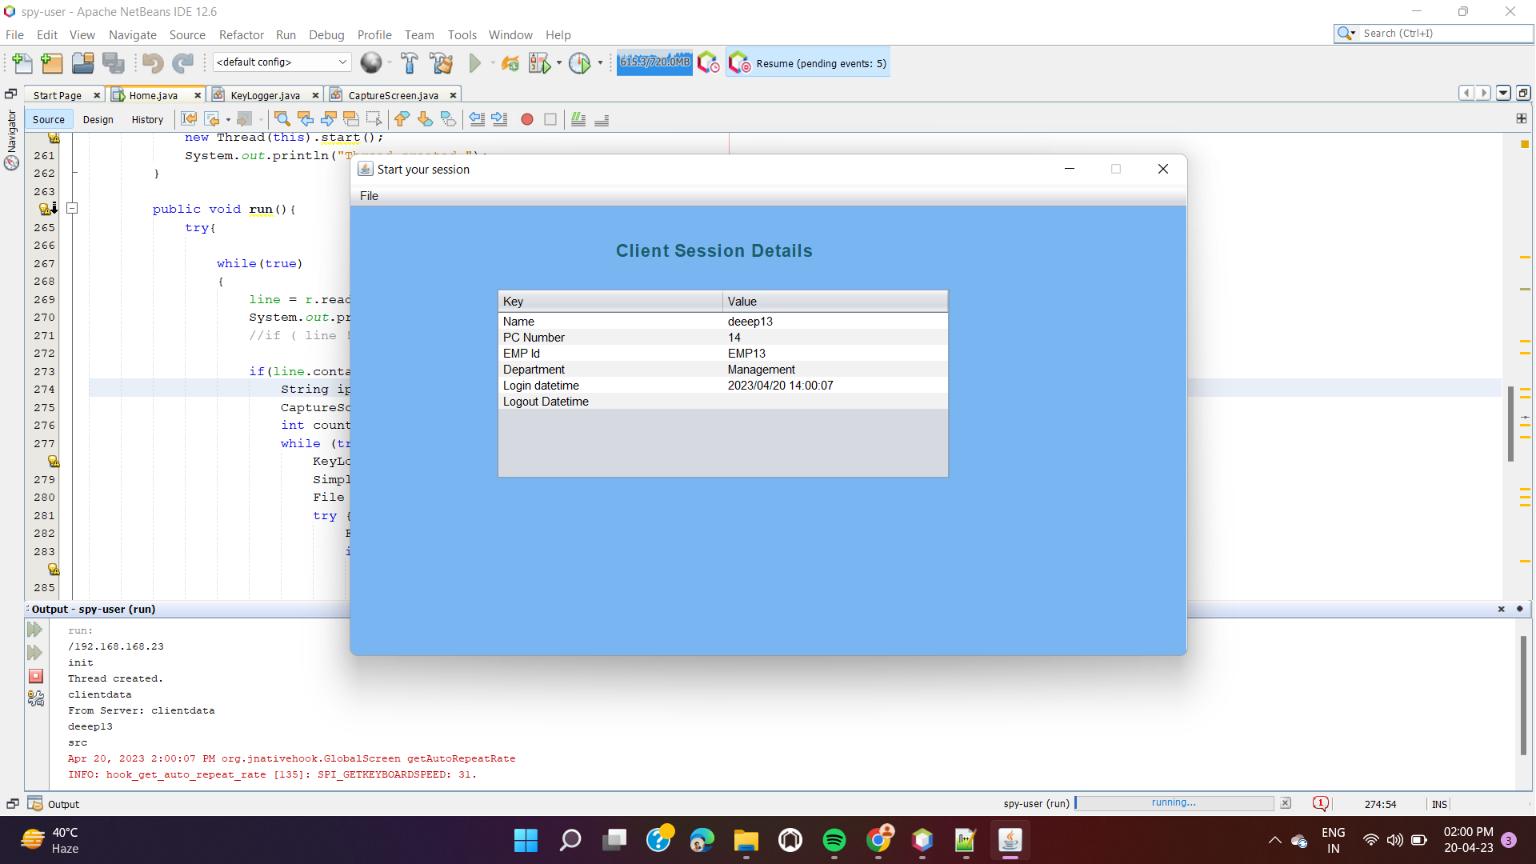 spy-user - Apache NetBeans IDE 12.6
File Edit View Navigate Source Refactor Run Debug Profile Team Tools Window Help
Search (Ctrl+I)
<default config>
615.3/720.0MB
Resume (pending events: 5)
Start Page
Home.java
KeyLogger.java
CaptureScreen.java
Source Design History
Navigator
new Thread(this).start();
261 System.out.println("Thread created.");
262 }
263
public void run(){
265 try{
266
267 while(true)
268 {
269 line = r.read
270 System.out.pr
271 //if ( line
272
273 if(line.conta
274 String ip
275 CaptureSc
276 int count
277 while (tr
KeyLo
279 Simpl
280 File
281 try {
282
283
285
Start your session
File
Client Session Details
Key Value
Name deeep13
PC Number 14
EMP Id EMP13
Department Management
Login datetime 2023/04/20 14:00:07
Logout Datetime
Output - spy-user (run)
run:
/192.168.168.23
init
Thread created.
clientdata
From Server: clientdata
deeep13
src
Apr 20, 2023 2:00:07 PM org.jnativehook.GlobalScreen getAutoRepeatRate
INFO: hook_get_auto_repeat_rate [135]: SPI_GETKEYBOARDSPEED: 31.
Output
spy-user (run)
running...
1
274:54
INS
40°C
Haze
ENG
IN
02:00 PM
20-04-23
3